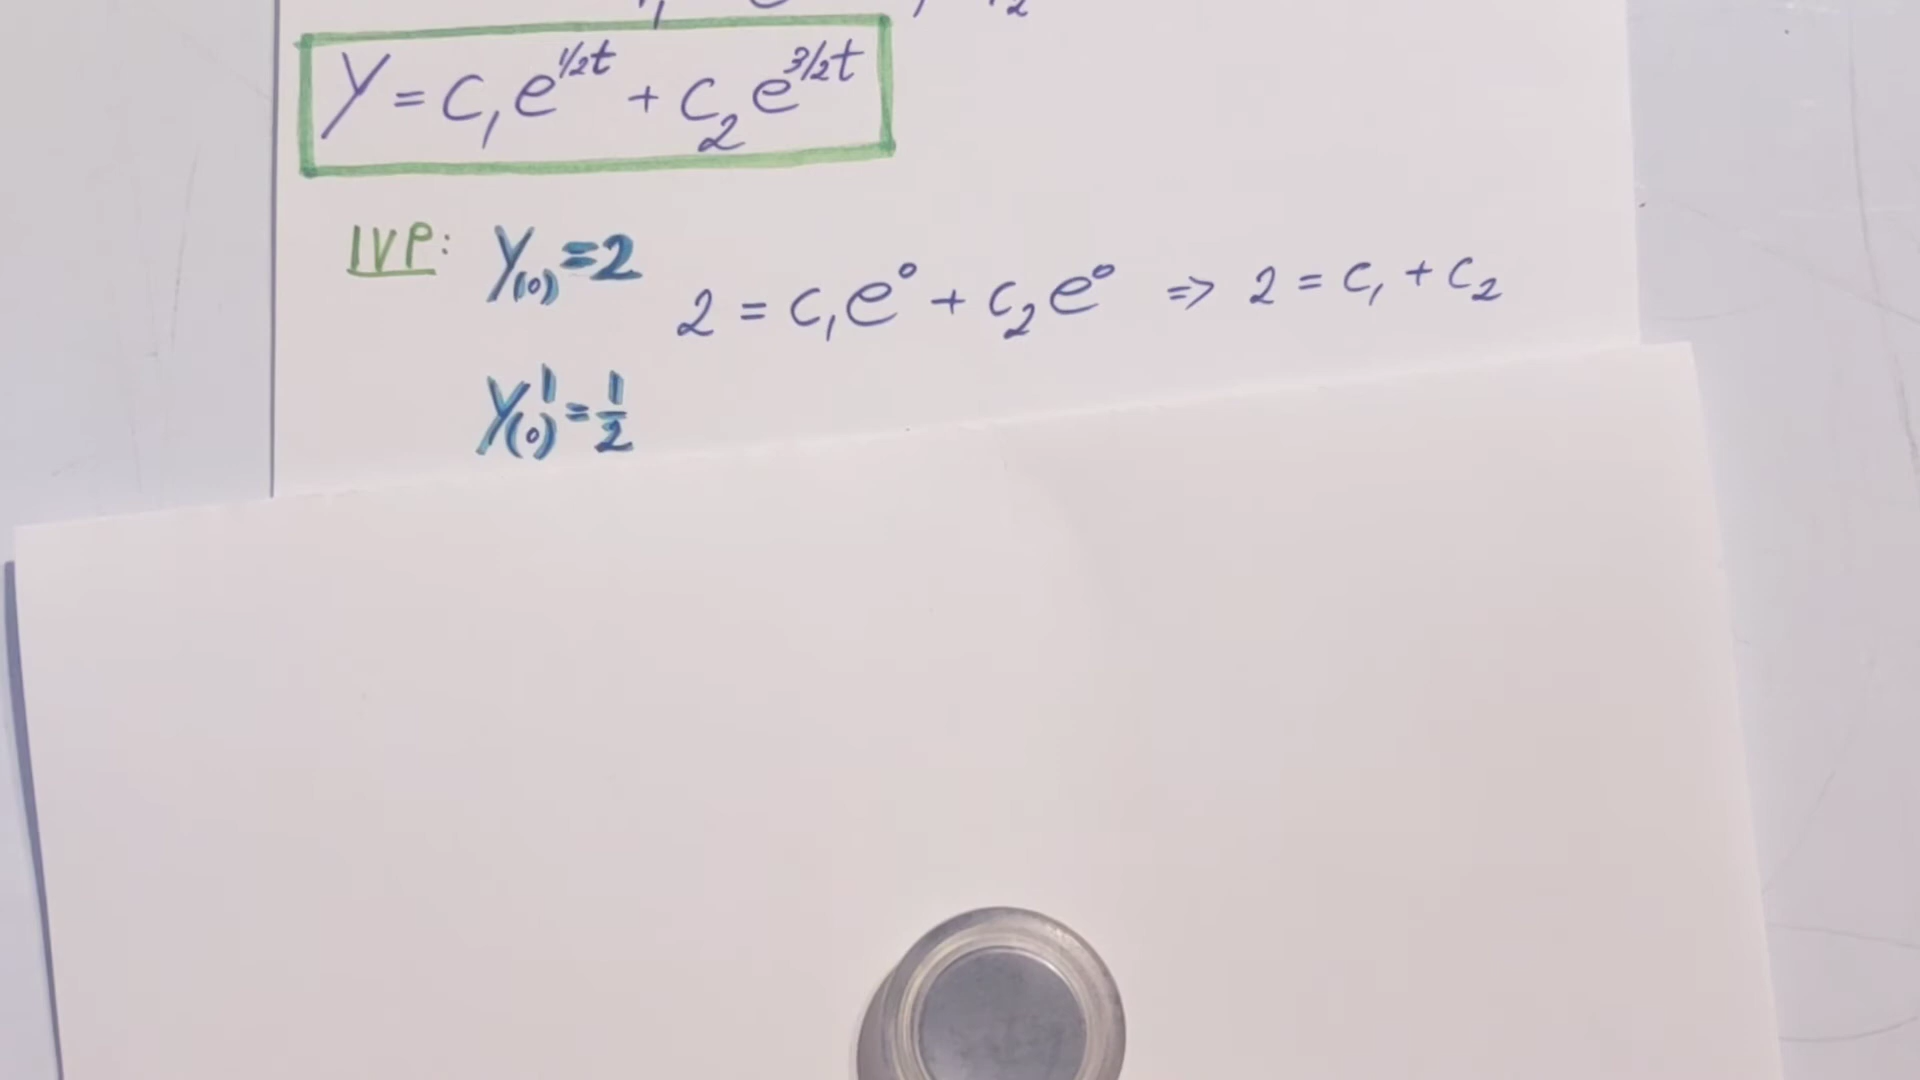 y = c₁e^(1/2t) + c₂e^(3/2t)
IVP: y(0) = 2
2 = c₁e⁰ + c₂e⁰ ⇒ 2 = c₁ + c₂
y'(0) = 1/2